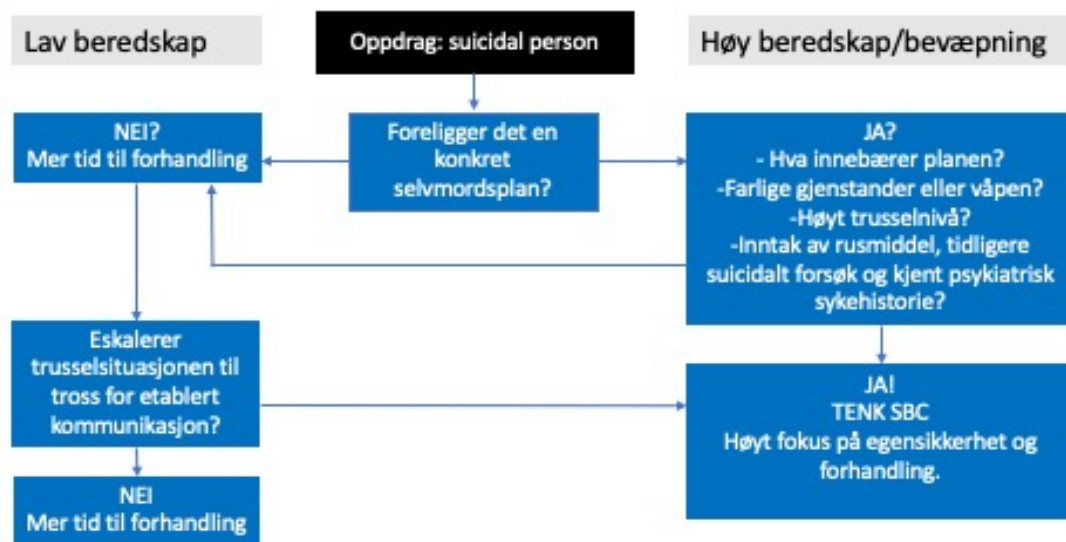 Lav beredskap
Oppdrag: suicidal person
Høy beredskap/bevæpning
NEI?
Mer tid til forhandling
Foreligger det en
konkret
selvmordsplan?
JA?
- Hva innebærer planen?
-Farlige gjenstander eller våpen?
-Høyt trusselnivå?
-Inntak av rusmiddel, tidligere
suicidalt forsøk og kjent psykiatrisk
sykehistorie?
Eskalerer
trusselsituasjonen til
tross for etablert
kommunikasjon?
JA!
TENK SBC
Høyt fokus på egensikkerhet og
forhandling.
NEI
Mer tid til forhandling